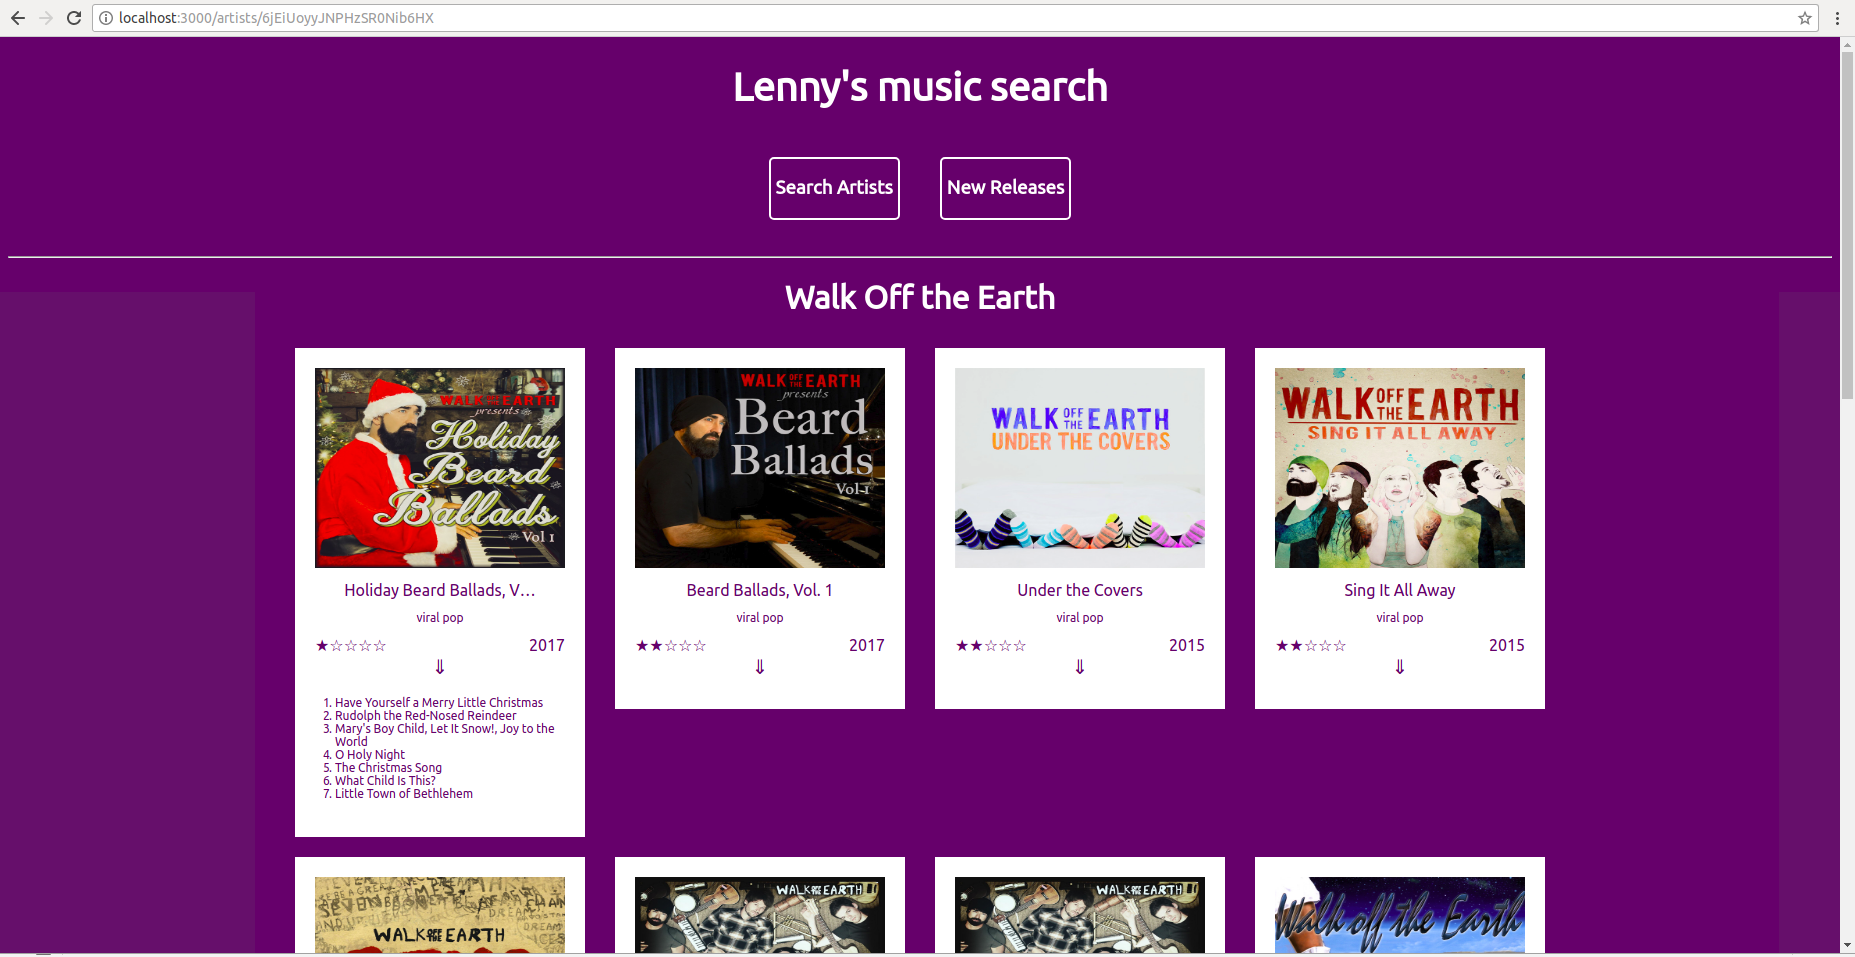 localhost:3000/artists/6jEiUoyyJNPHzSR0Nib6HX
Lenny's music search
Search Artists
New Releases
Walk Off the Earth
WALK OFF THE EARTH
presents
Holiday
Beard
Ballads
Vol 1
Holiday Beard Ballads, V…
viral pop
★☆☆☆☆ 2017
⇓
1. Have Yourself a Merry Little Christmas
2. Rudolph the Red-Nosed Reindeer
3. Mary's Boy Child, Let It Snow!, Joy to the
World
4. O Holy Night
5. The Christmas Song
6. What Child Is This?
7. Little Town of Bethlehem
WALK OFF THE EARTH
presents
Beard
Ballads
Vol 1
Beard Ballads, Vol. 1
viral pop
★★☆☆☆ 2017
⇓
WALK OFF THE EARTH
UNDER THE COVERS
Under the Covers
viral pop
★★☆☆☆ 2015
⇓
WALK OFF THE EARTH
SING IT ALL AWAY
Sing It All Away
viral pop
★★☆☆☆ 2015
⇓
WALK OFF THE EARTH
WALK OFF THE EARTH
WALK OFF THE EARTH
Walk off the Earth